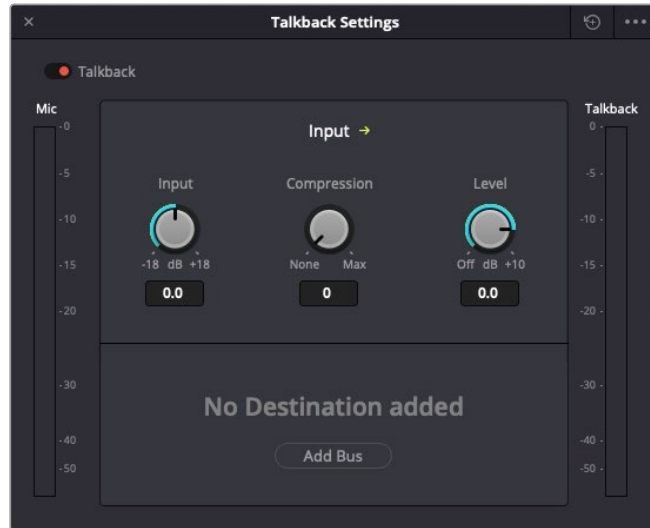 × Talkback Settings •••
Talkback
Mic
Talkback
-0
-5
-10
-15
-20
-30
-40
-50
Input →
Input
Compression
Level
-18 dB +18
None Max
Off dB +10
0.0
0
0.0
No Destination added
Add Bus
0 -
-5 -
-10 -
-15 -
-20 -
-30 -
-40 -
-50 -